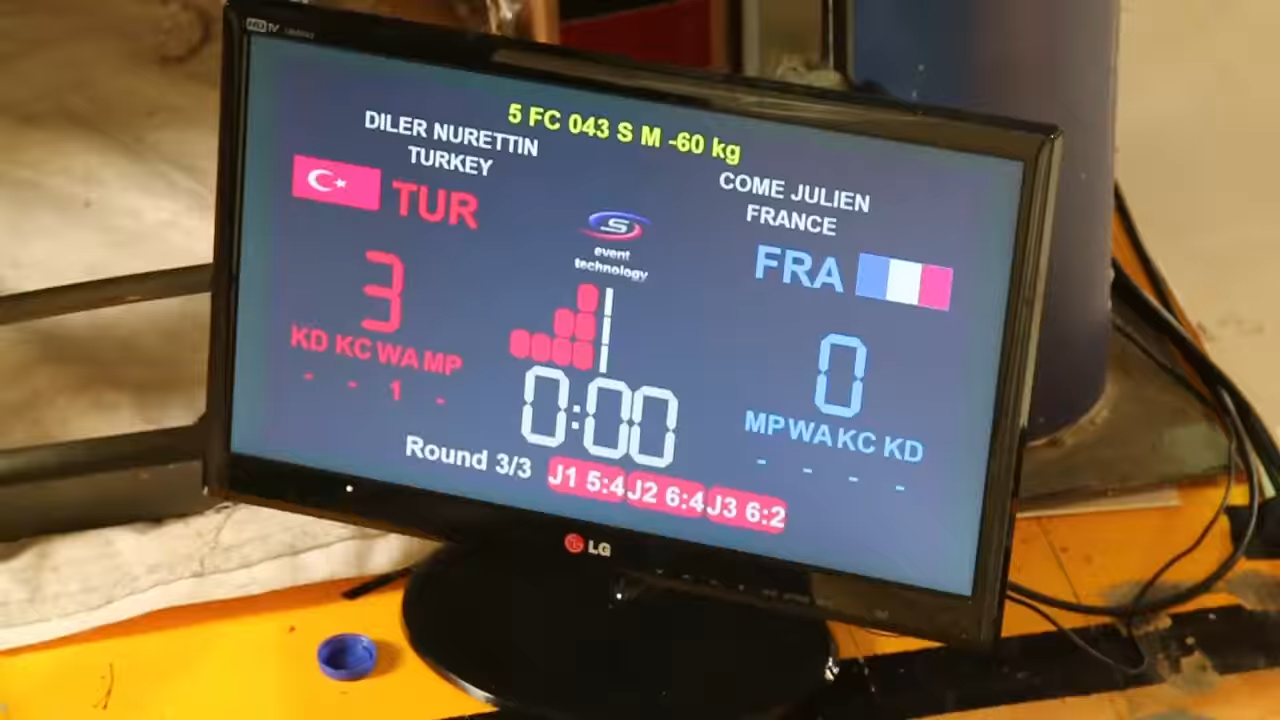 HDTV
5 FC 043 S M -60 kg
DILER NURETTIN
TURKEY
TUR
COME JULIEN
FRANCE
FRA
S
event
technology
3
KD KC WA MP
- - 1 -
0
MP WA KC KD
- - - -
0:00
Round 3/3
J1 5:4 J2 6:4 J3 6:2
LG